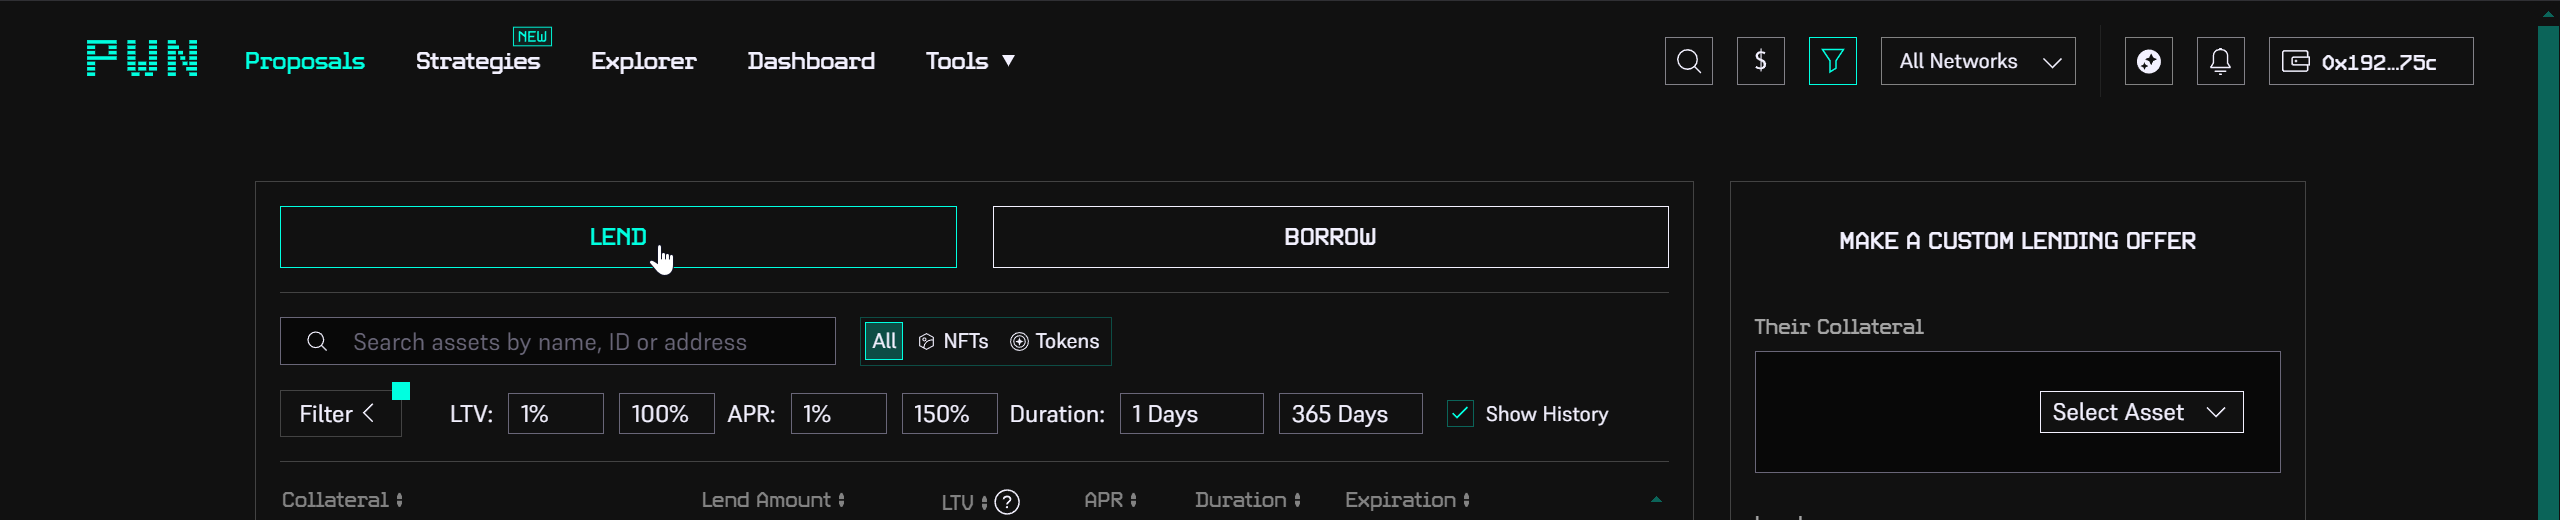 PWN
Proposals
Strategies
NEW
Explorer
Dashboard
Tools
$
All Networks
0x192...75c
LEND
BORROW
Search assets by name, ID or address
All
NFTs
Tokens
Filter
LTV:
1%
100%
APR:
1%
150%
Duration:
1 Days
365 Days
Show History
Collateral
Lend Amount
LTV
?
APR
Duration
Expiration
MAKE A CUSTOM LENDING OFFER
Their Collateral
Select Asset